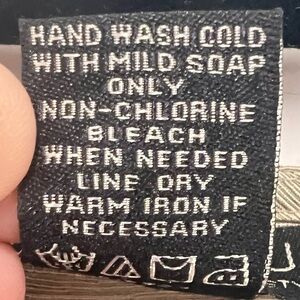 HAND WASH COLD
WITH MILD SOAP
ONLY
NON-CHLORINE
BLEACH
WHEN NEEDED
LINE DRY
WARM IRON IF
NECESSARY